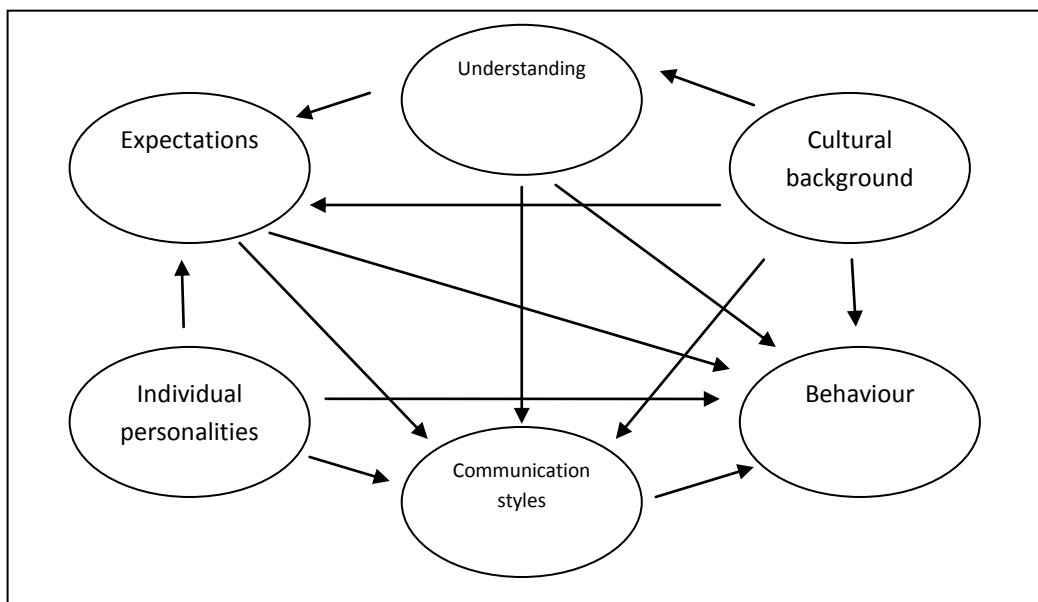 Understanding
Expectations
Cultural
background
Individual
personalities
Behaviour
Communication
styles